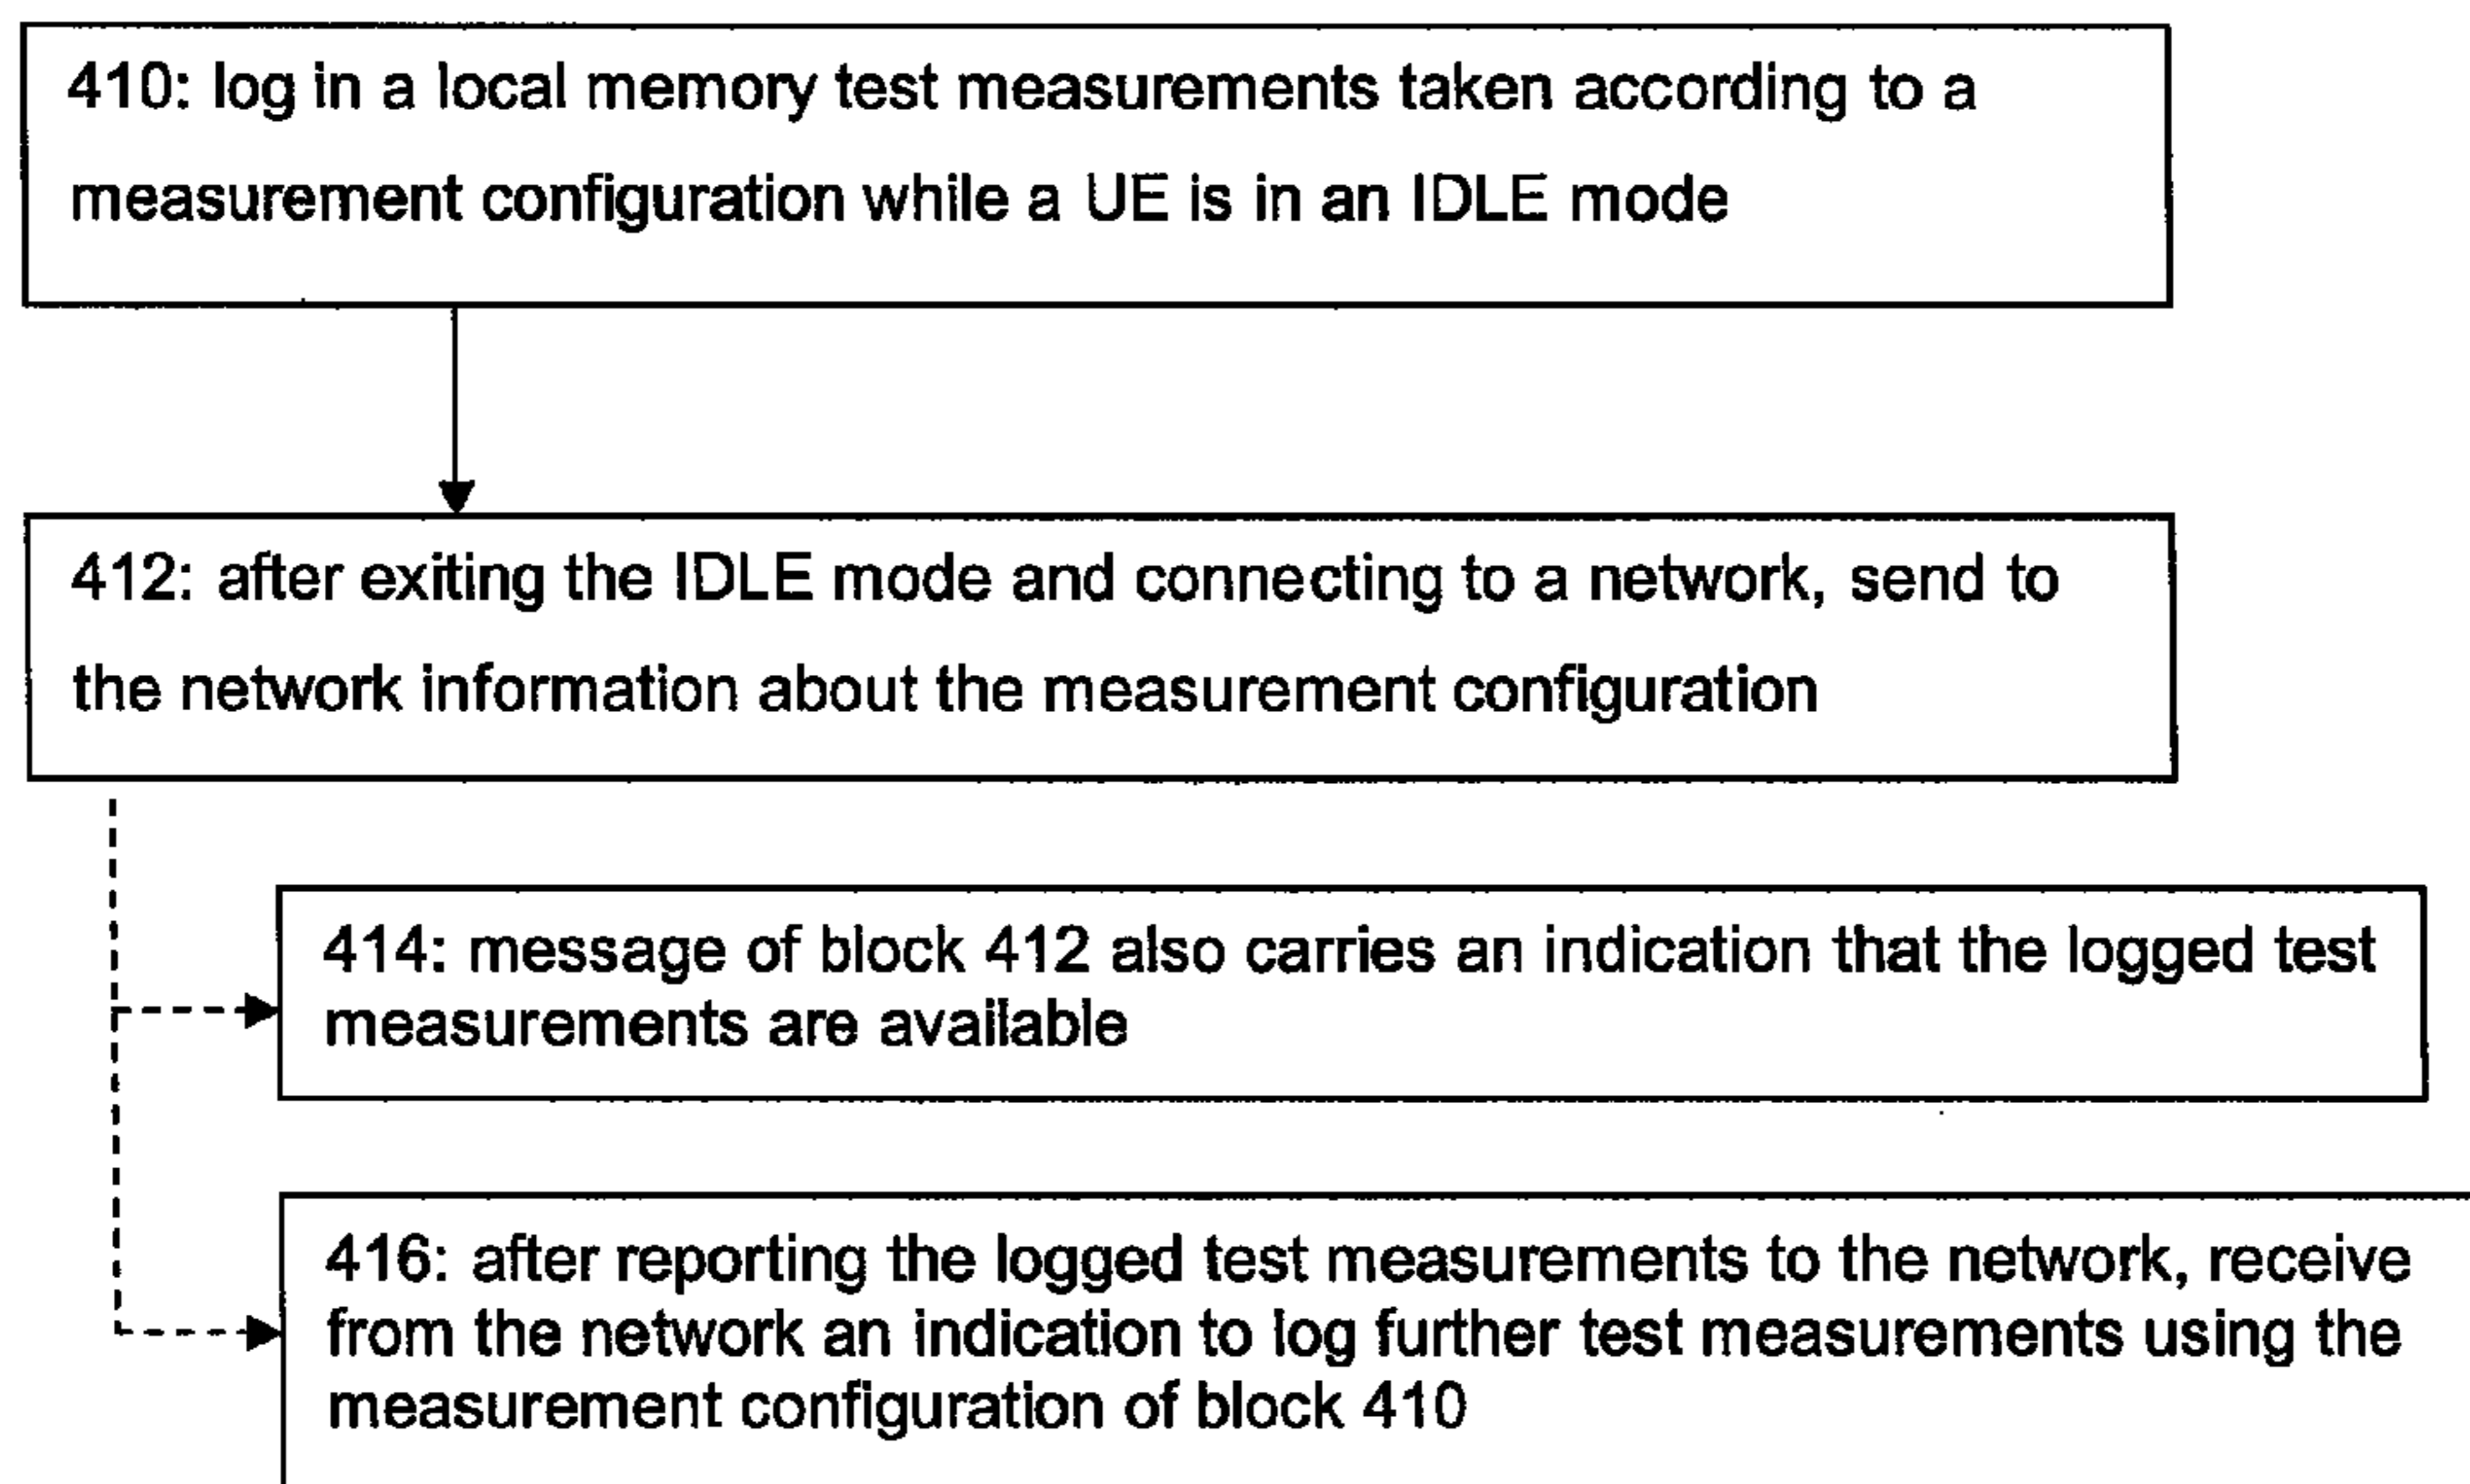 410: log in a local memory test measurements taken according to a
measurement configuration while a UE is in an IDLE mode
412: after exiting the IDLE mode and connecting to a network, send to
the network information about the measurement configuration
414: message of block 412 also carries an indication that the logged test
measurements are available
416: after reporting the logged test measurements to the network, receive
from the network an indication to log further test measurements using the
measurement configuration of block 410